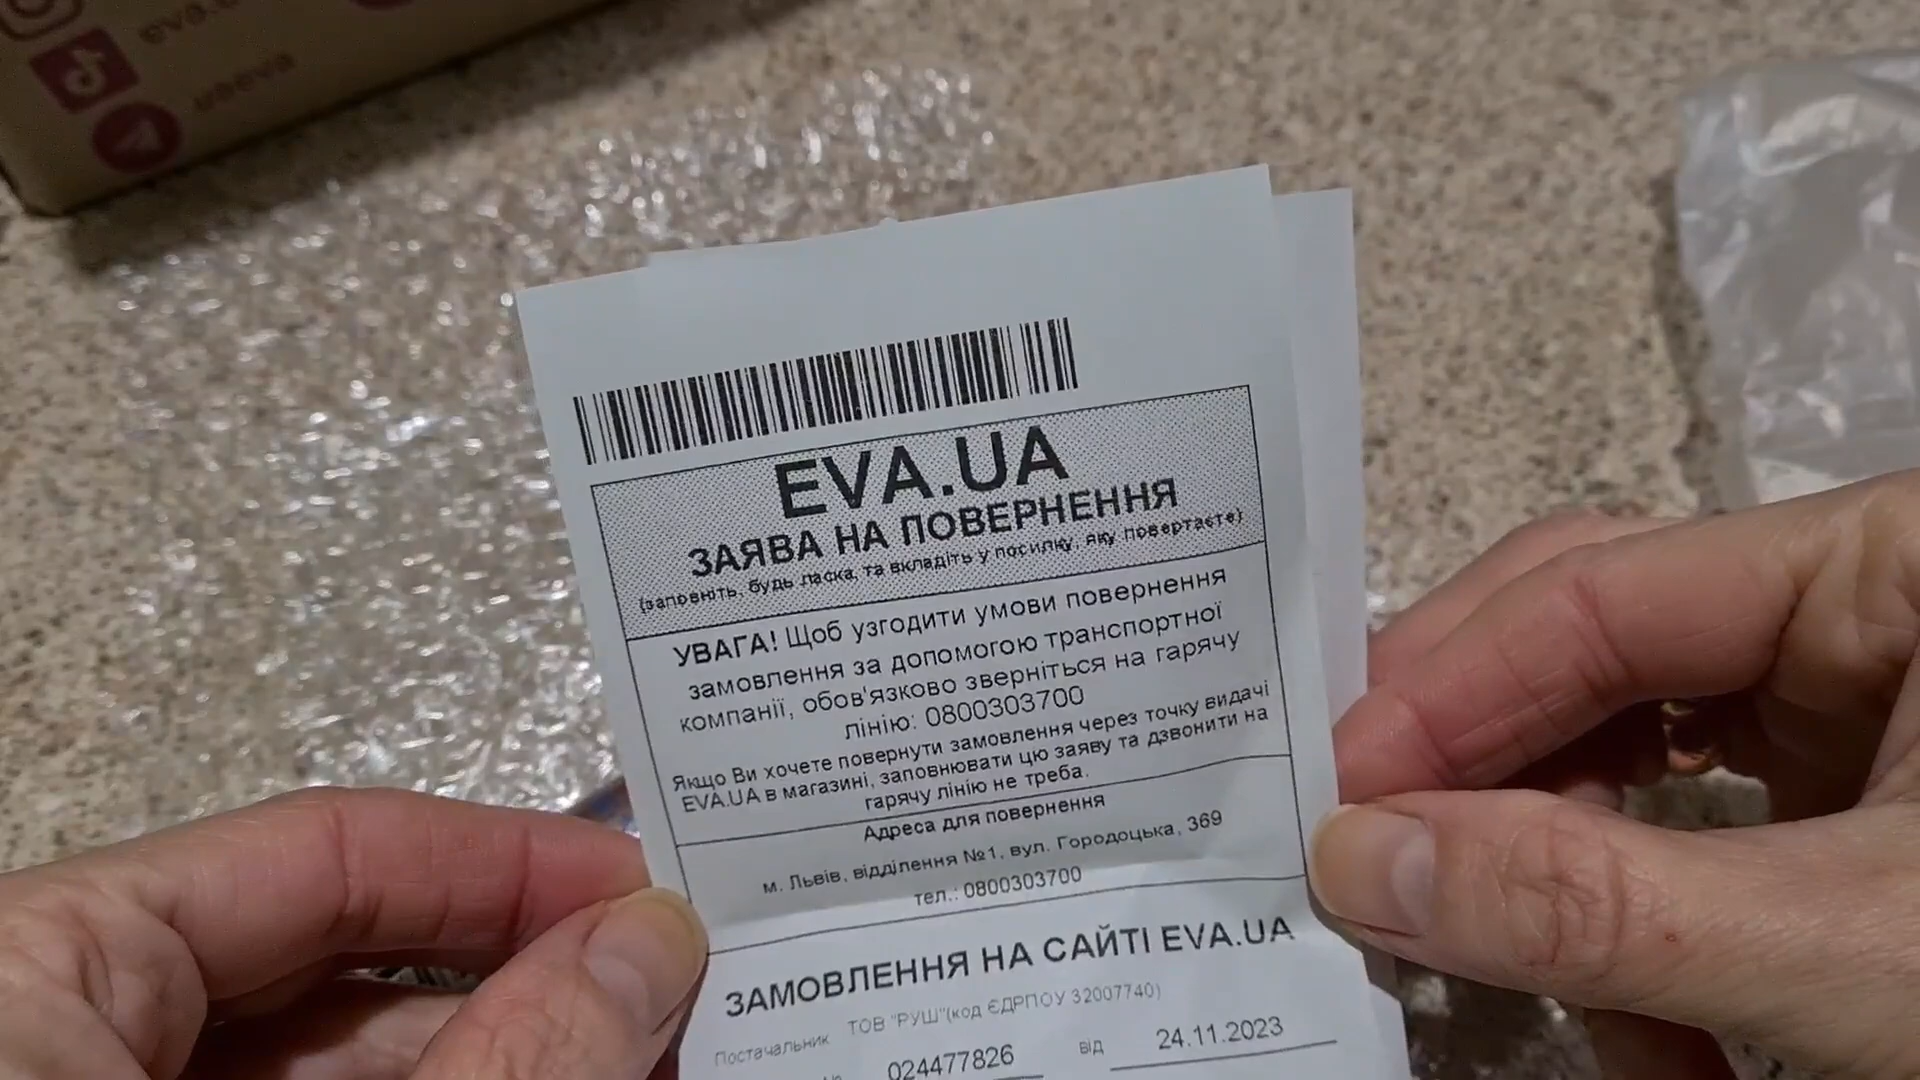 useva
EVA.UA
ЗАЯВА НА ПОВЕРНЕННЯ
(заповніть, будь ласка, та вкладіть у посилку, яку повертаєте)
УВАГА! Щоб узгодити умови повернення
замовлення за допомогою транспортної
компанії, обов'язково зверніться на гарячу
лінію: 0800303700
Якщо Ви хочете повернути замовлення через точку видачі
EVA.UA в магазині, заповнювати цю заяву та дзвонити на
гарячу лінію не треба.
Адреса для повернення
м. Львів, відділення №1, вул. Городоцька, 369
тел.: 0800303700
ЗАМОВЛЕННЯ НА САЙТІ EVA.UA
Постачальник ТОВ "РУШ"(код ЄДРПОУ 32007740)
024477826 від 24.11.2023